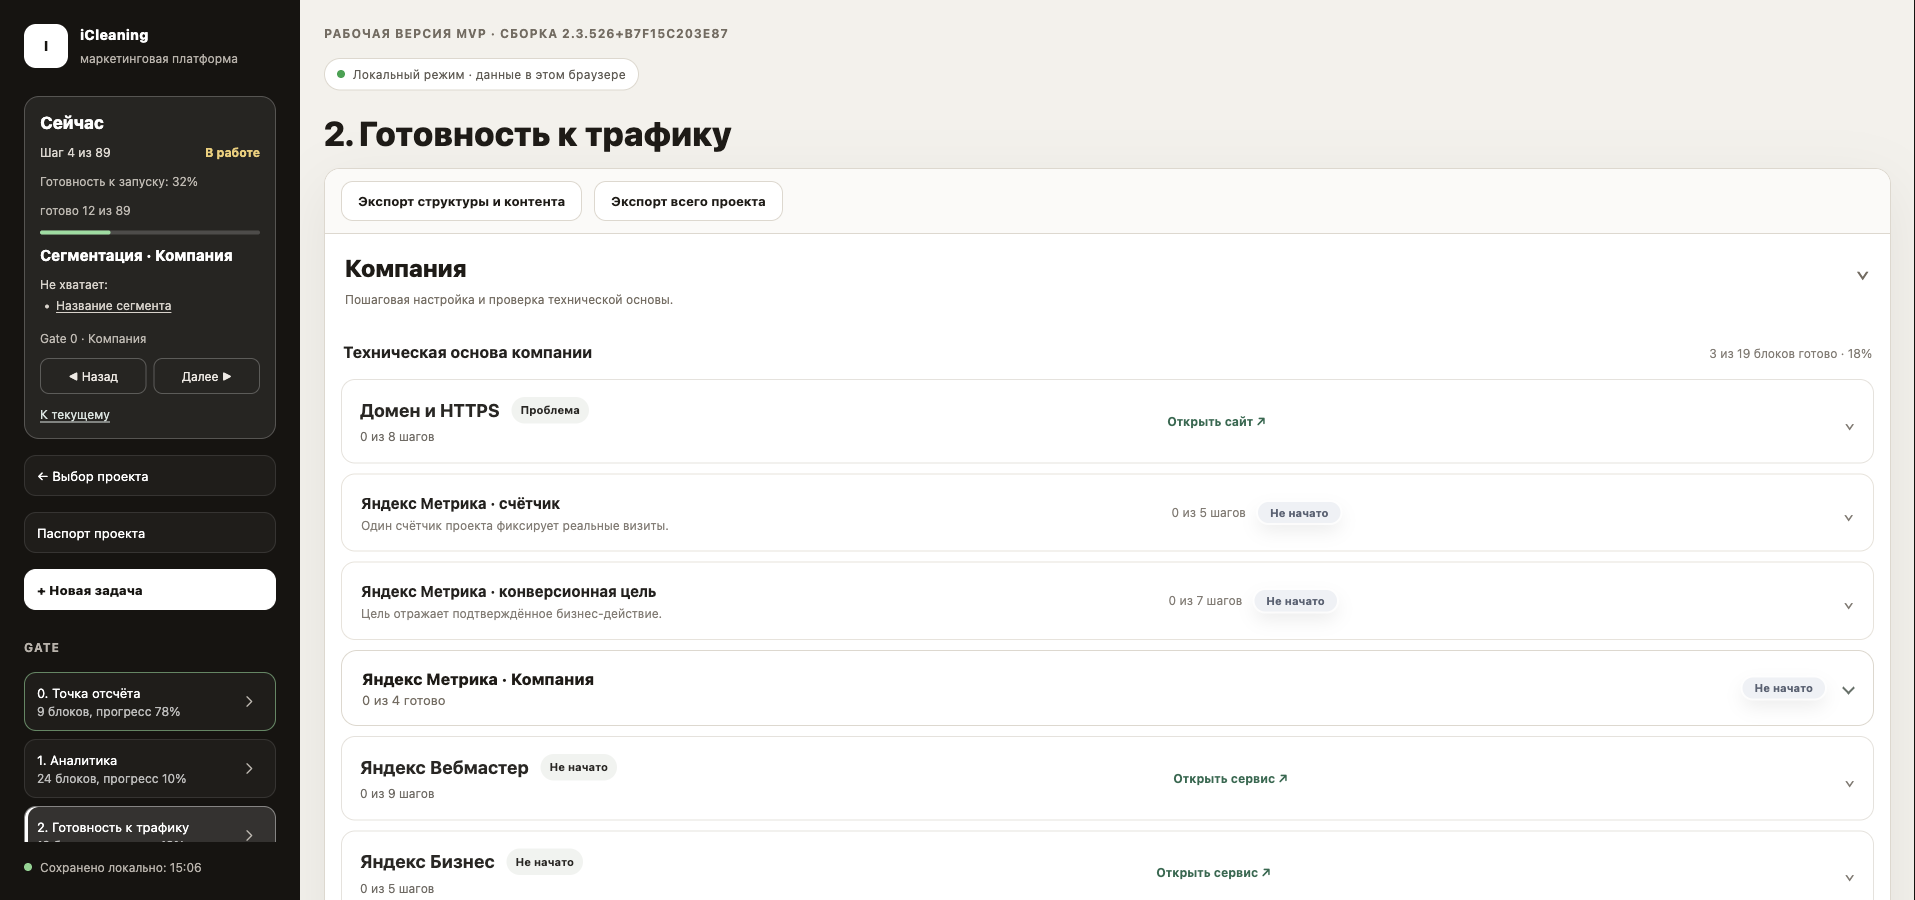 I
iCleaning
маркетинговая платформа
Сейчас
Шаг 4 из 89
В работе
Готовность к запуску: 32%
готово 12 из 89
Сегментация · Компания
Не хватает:
• Название сегмента
Gate 0 · Компания
◀ Назад
Далее ▶
К текущему
← Выбор проекта
Паспорт проекта
+ Новая задача
GATE
0. Точка отсчёта
9 блоков, прогресс 78%
1. Аналитика
24 блоков, прогресс 10%
2. Готовность к трафику
Сохранено локально: 15:06
РАБОЧАЯ ВЕРСИЯ MVP · СБОРКА 2.3.526+B7F15C203E87
Локальный режим · данные в этом браузере
2. Готовность к трафику
Экспорт структуры и контента
Экспорт всего проекта
Компания
Пошаговая настройка и проверка технической основы.
Техническая основа компании
3 из 19 блоков готово · 18%
Домен и HTTPS
Проблема
0 из 8 шагов
Открыть сайт ↗
Яндекс Метрика · счётчик
Один счётчик проекта фиксирует реальные визиты.
0 из 5 шагов
Не начато
Яндекс Метрика · конверсионная цель
Цель отражает подтверждённое бизнес-действие.
0 из 7 шагов
Не начато
Яндекс Метрика · Компания
0 из 4 готово
Не начато
Яндекс Вебмастер
Не начато
0 из 9 шагов
Открыть сервис ↗
Яндекс Бизнес
Не начато
0 из 5 шагов
Открыть сервис ↗